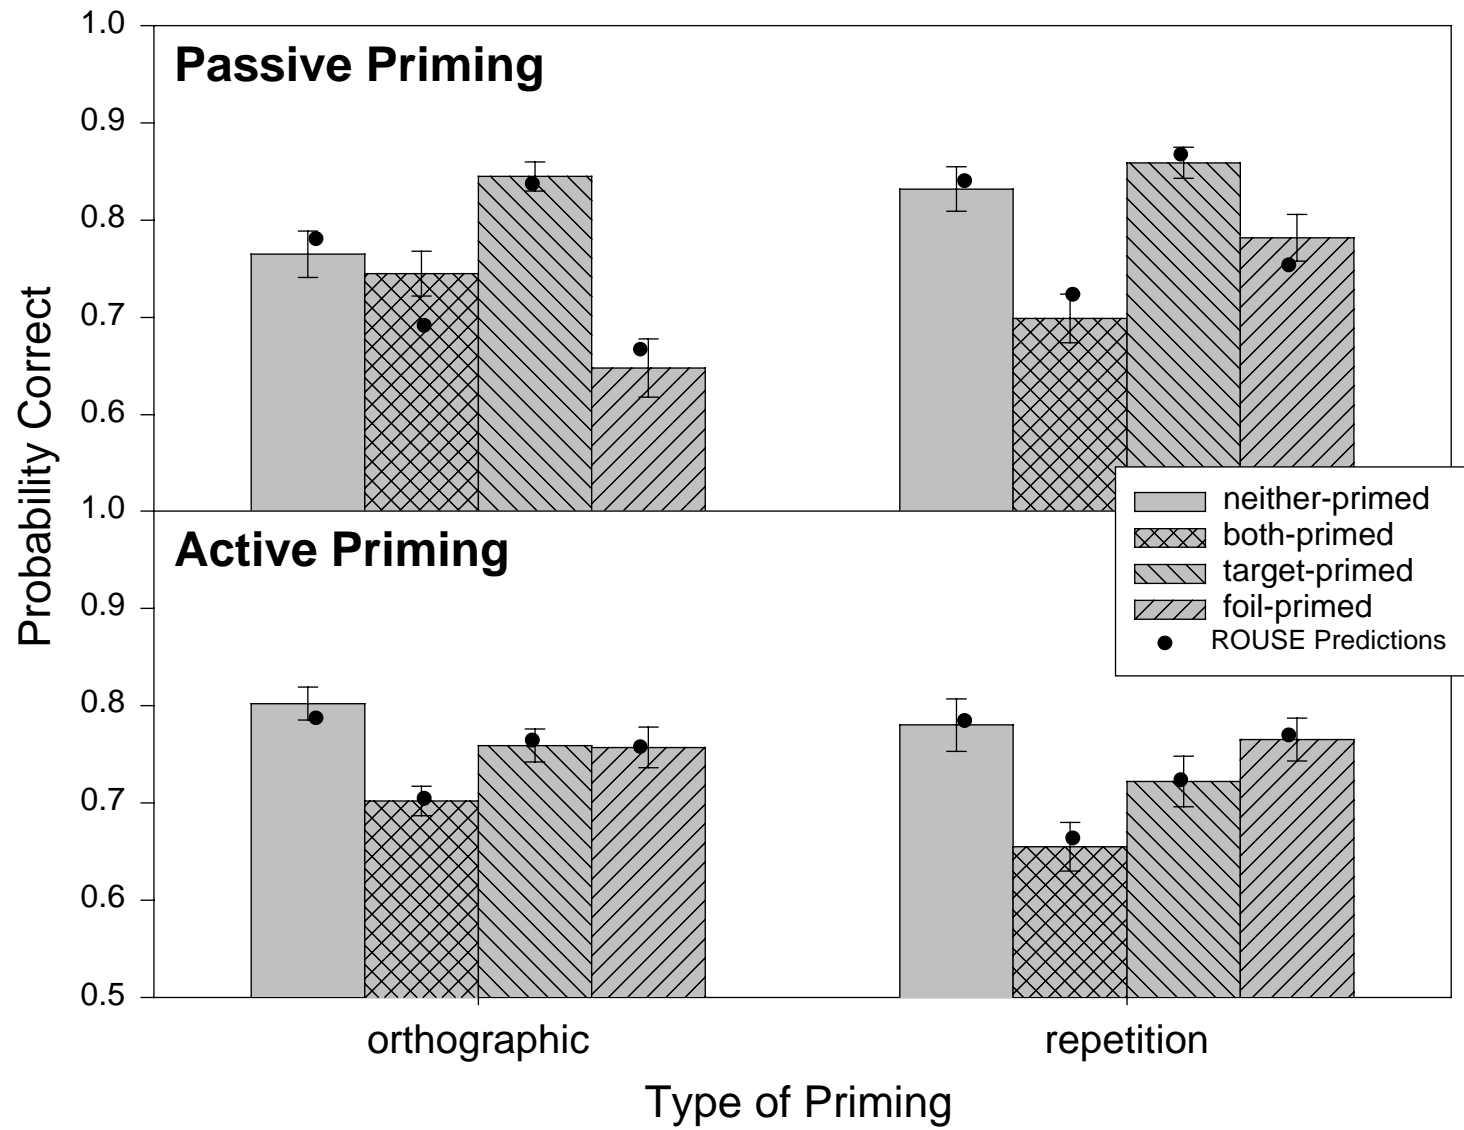 1.0
Passive Priming
0.9
0.8
0.7
0.6
1.0
Active Priming
0.9
0.8
0.7
0.6
0.5
Probability Correct
neither-primed
both-primed
target-primed
foil-primed
ROUSE Predictions
orthographic
repetition
Type of Priming